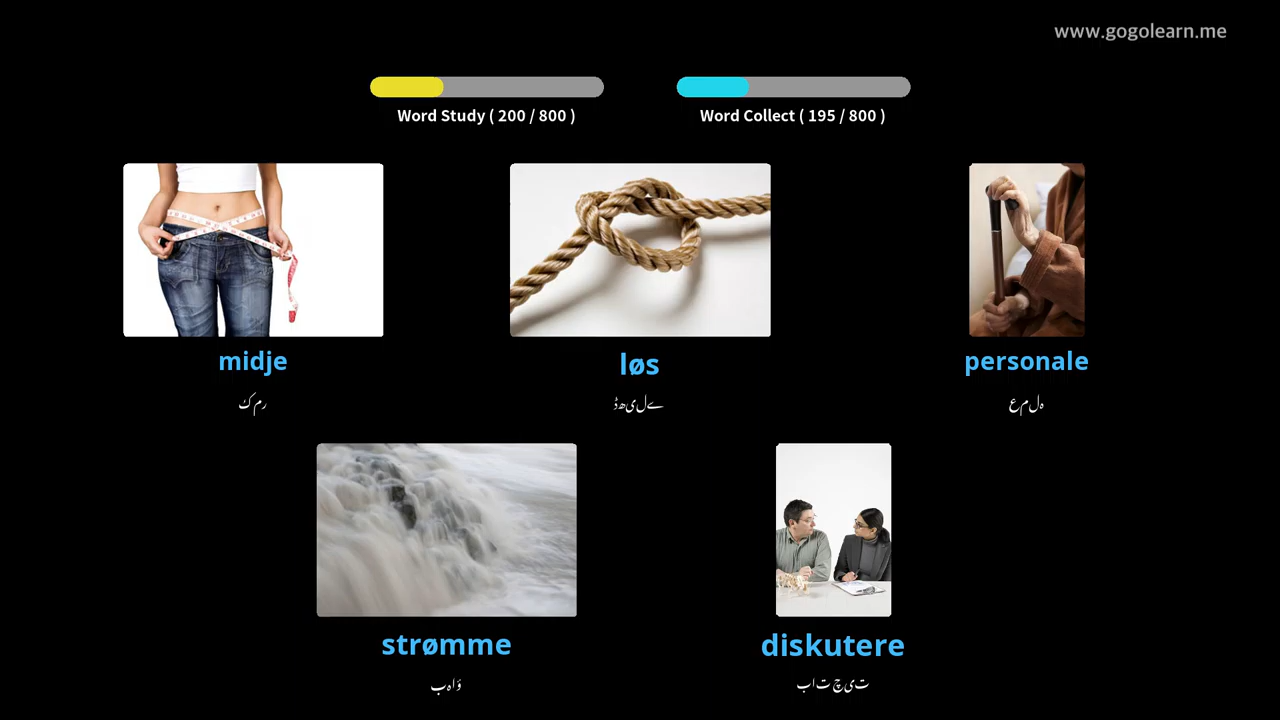 www.gogolearn.me
Word Study ( 200 / 800 )
Word Collect ( 195 / 800 )
midje
کمر
løs
ڈھیلے
personale
عملہ
strømme
بہاؤ
diskutere
بات چیت